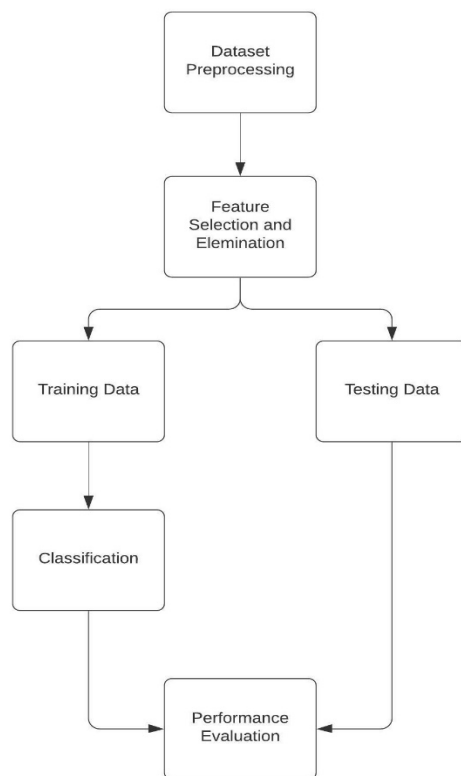 Dataset
Preprocessing
Feature
Selection and
Elemination
Training Data
Testing Data
Classification
Performance
Evaluation